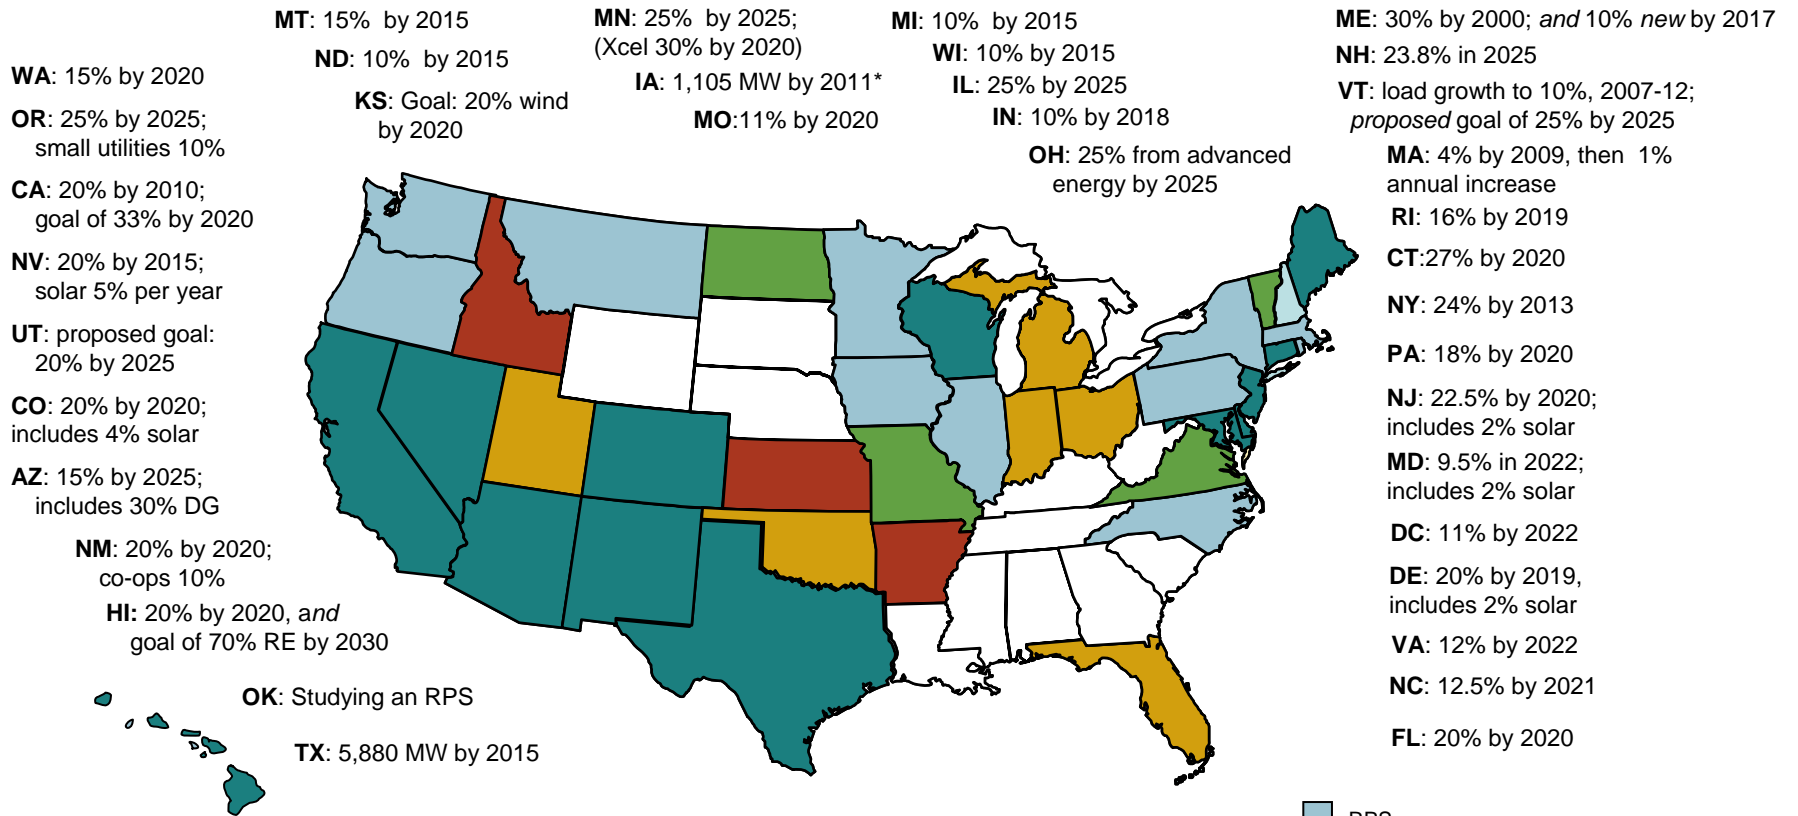 MT: 15%  by 2015
ND: 10%  by 2015
KS: Goal: 20% wind
by 2020
MN: 25%  by 2025;
(Xcel 30% by 2020)
IA: 1,105 MW by 2011*
MO:11% by 2020
MI: 10% by 2015
WI: 10% by 2015
IL: 25% by 2025
IN: 10% by 2018
OH: 25% from advanced
energy by 2025
ME: 30% by 2000; and 10% new by 2017
NH: 23.8% in 2025
VT: load growth to 10%, 2007-12;
proposed goal of 25% by 2025
MA: 4% by 2009, then  1%
annual increase
RI: 16% by 2019
CT:27% by 2020
NY: 24% by 2013
PA: 18% by 2020
NJ: 22.5% by 2020;
includes 2% solar
MD: 9.5% in 2022;
includes 2% solar
DC: 11% by 2022
DE: 20% by 2019,
includes 2% solar
VA: 12% by 2022
NC: 12.5% by 2021
FL: 20% by 2020
WA: 15% by 2020
OR: 25% by 2025;
small utilities 10%
CA: 20% by 2010;
goal of 33% by 2020
NV: 20% by 2015;
solar 5% per year
UT: proposed goal:
20% by 2025
CO: 20% by 2020;
includes 4% solar
AZ: 15% by 2025;
includes 30% DG
NM: 20% by 2020;
co-ops 10%
HI: 20% by 2020, and
goal of 70% RE by 2030
OK: Studying an RPS
TX: 5,880 MW by 2015
RPS